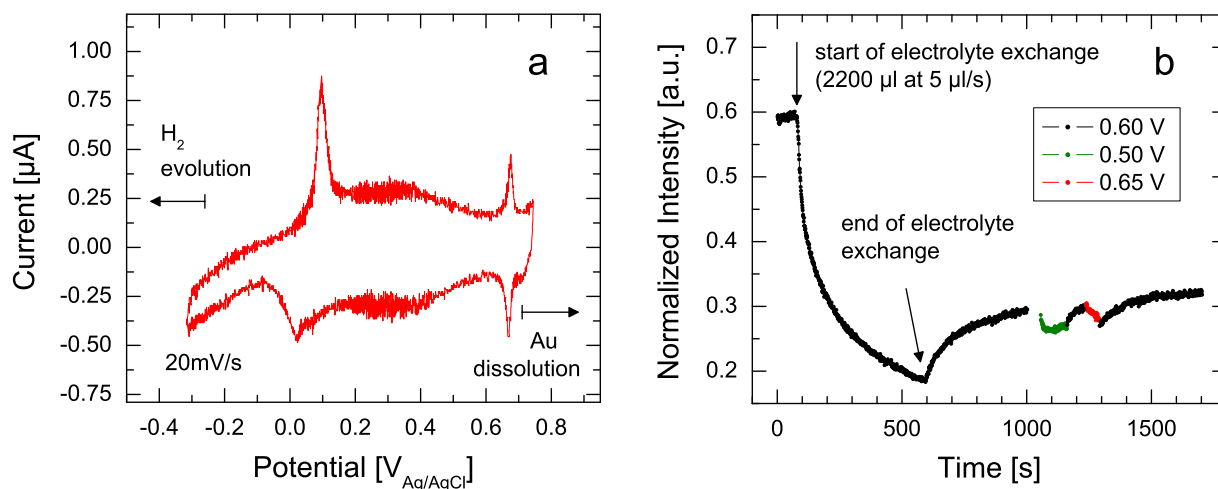 a
1.00
0.75
0.50
0.25
0.00
-0.25
-0.50
-0.75
Current [µA]
H2
evolution
20mV/s
Au
dissolution
-0.4
-0.2
0.0
0.2
0.4
0.6
0.8
Potential [VAg/AgCl]
b
0.7
0.6
0.5
0.4
0.3
0.2
Normalized Intensity [a.u.]
start of electrolyte exchange
(2200 µl at 5 µl/s)
0.60 V
0.50 V
0.65 V
end of electrolyte
exchange
0
500
1000
1500
Time [s]